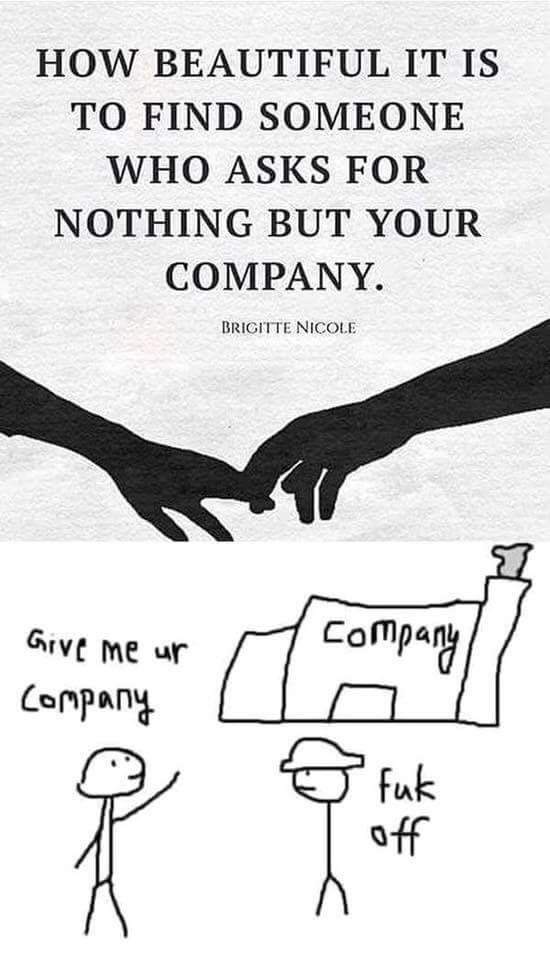 HOW BEAUTIFUL IT IS
TO FIND SOMEONE
WHO ASKS FOR
NOTHING BUT YOUR
COMPANY.
BRIGITTE NICOLE
Give me ur
Company
Company
Fuk
off